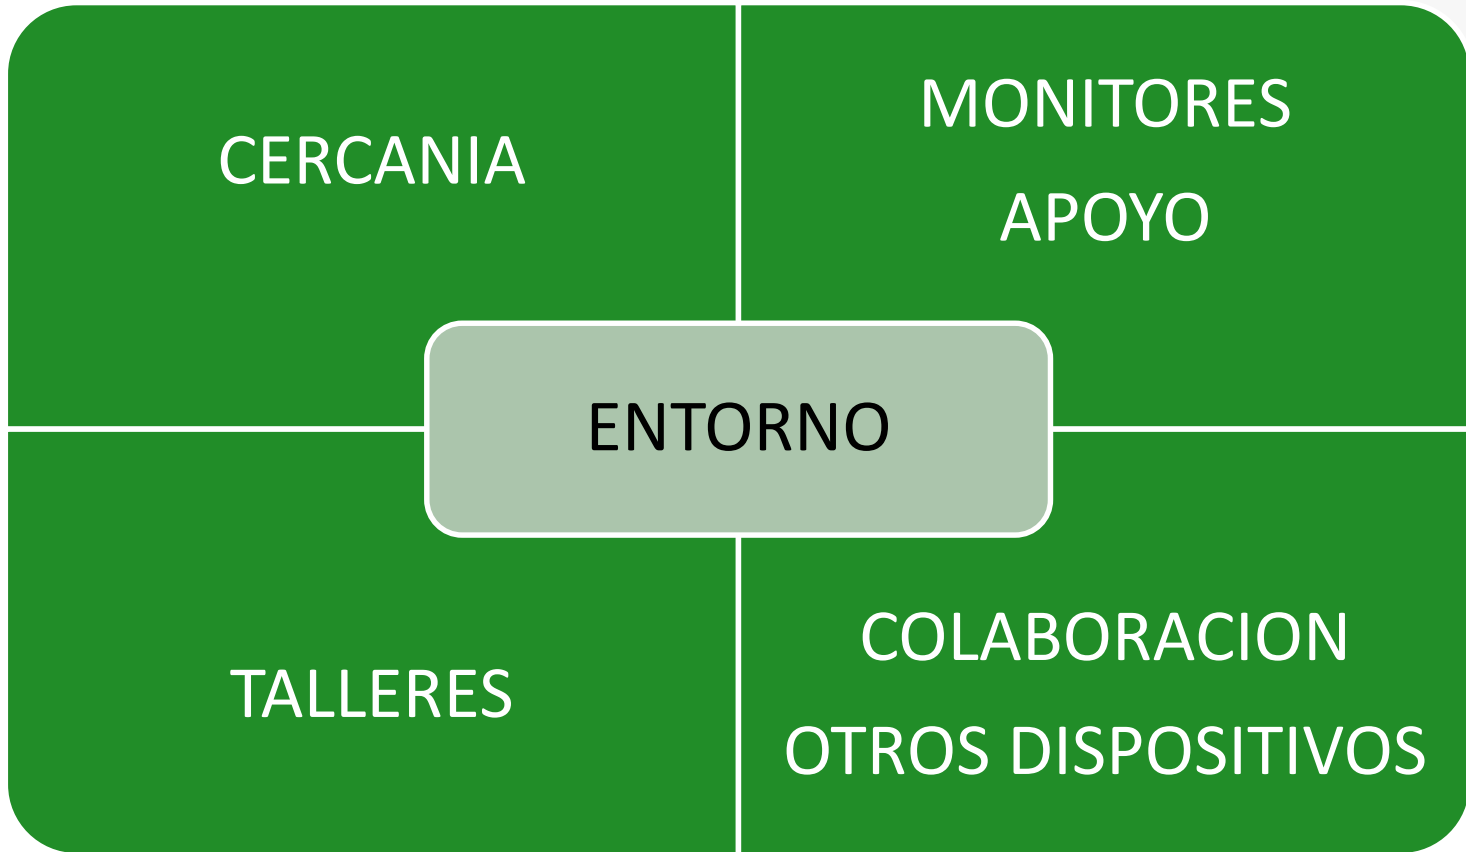 CERCANIA
MONITORES
APOYO
ENTORNO
TALLERES
COLABORACION
OTROS DISPOSITIVOS